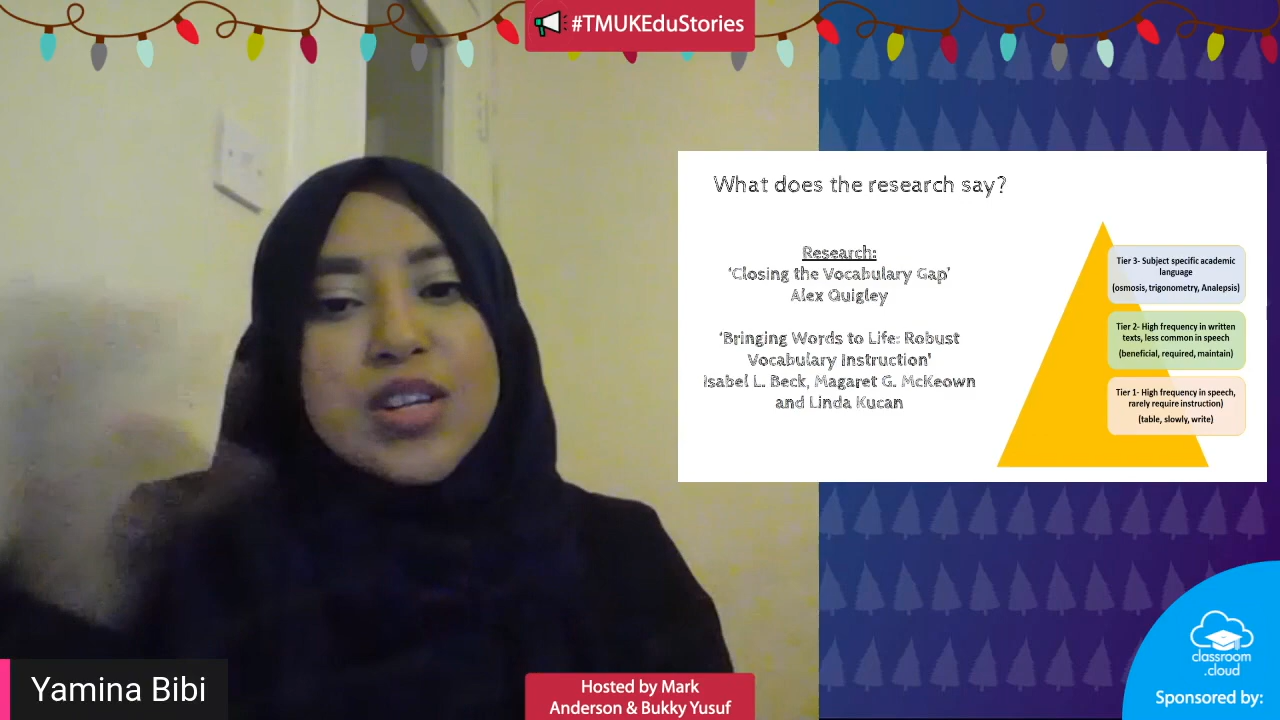 #TMUKEduStories
What does the research say?
Research:
‘Closing the Vocabulary Gap’
Alex Quigley
‘Bringing Words to Life: Robust
Vocabulary Instruction’
Isabel L. Beck, Magaret G. McKeown
and Linda Kucan
Tier 3- Subject specific academic
language
(osmosis, trigonometry, Analepsis)
Tier 2- High frequency in written
texts, less common in speech
(beneficial, required, maintain)
Tier 1- High frequency in speech,
rarely require instruction)
(table, slowly, write)
Yamina Bibi
Hosted by Mark
Anderson & Bukky Yusuf
classroom
.cloud
Sponsored by: